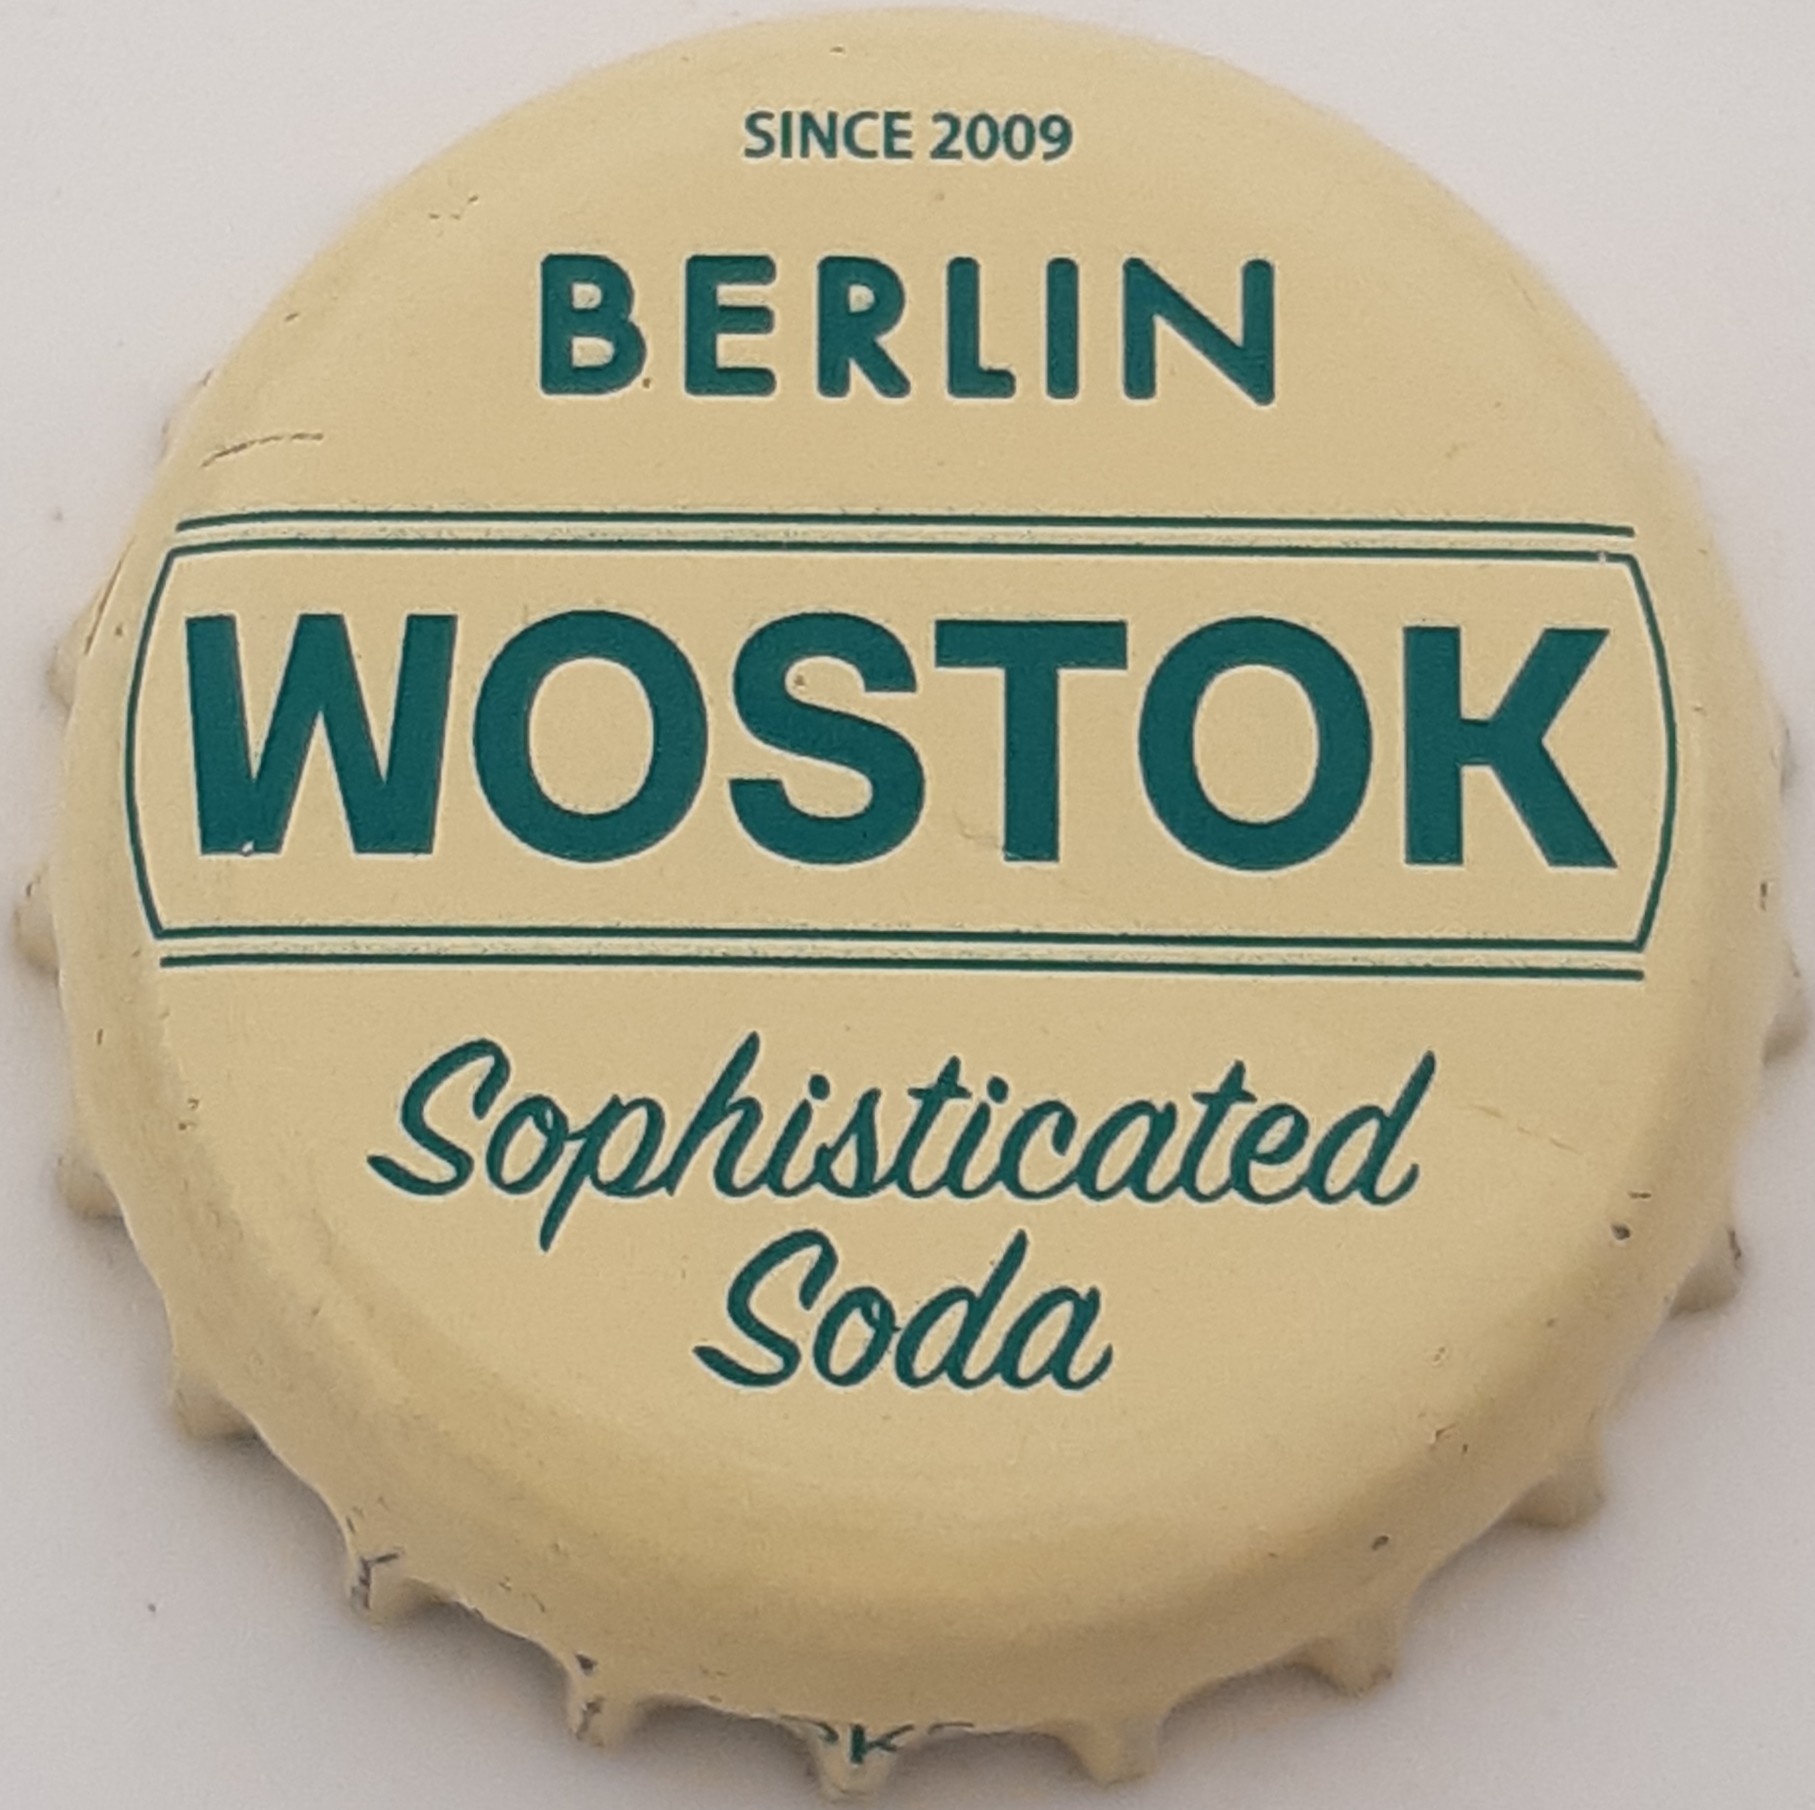 SINCE 2009
BERLIN
WOSTOK
Sophisticated
Soda